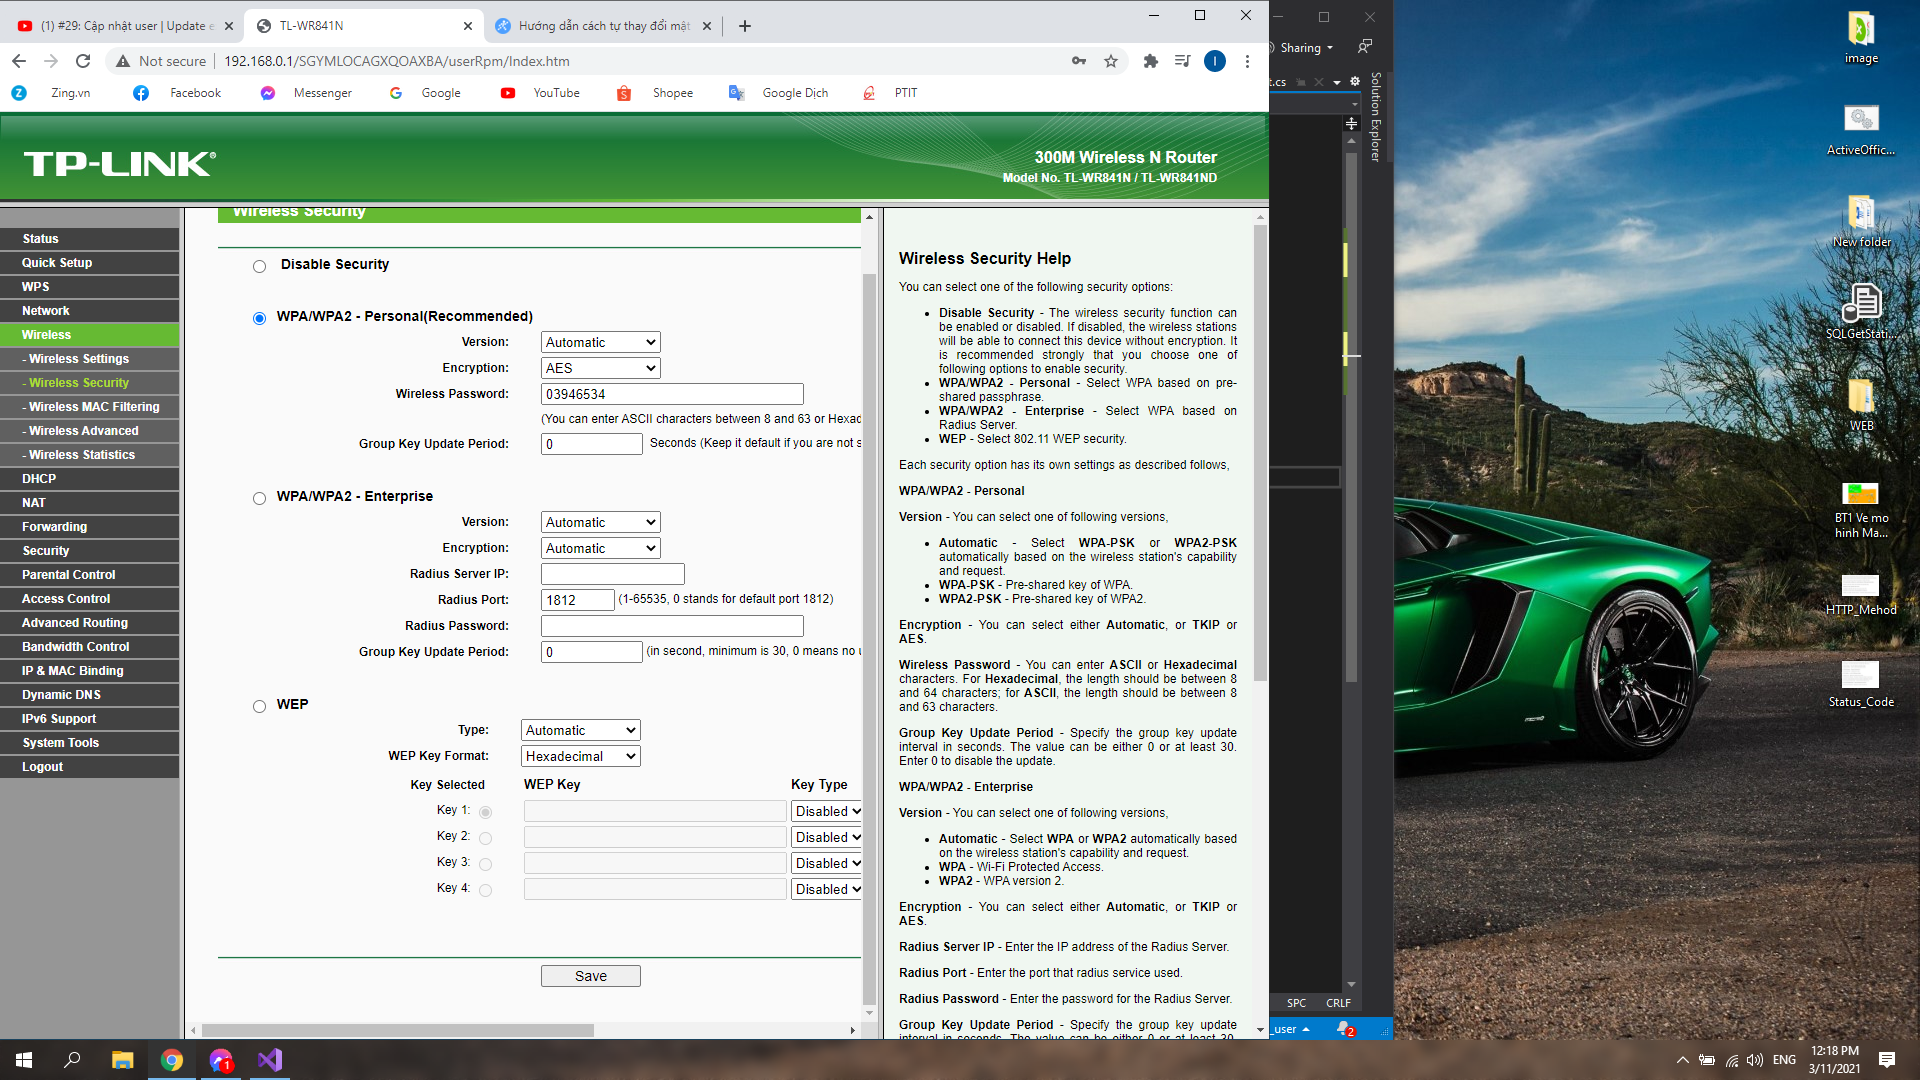 (1) #29: Cập nhật user | Update e
TL-WR841N
Hướng dẫn cách tự thay đổi mật
Not secure
192.168.0.1/SGYMLOCAGXQOAXBA/userRpm/Index.htm
Zing.vn
Facebook
Messenger
Google
YouTube
Shopee
Google Dịch
PTIT
TP-LINK®
300M Wireless N Router
Model No. TL-WR841N / TL-WR841ND
Status
Quick Setup
WPS
Network
Wireless
- Wireless Settings
- Wireless Security
- Wireless MAC Filtering
- Wireless Advanced
- Wireless Statistics
DHCP
NAT
Forwarding
Security
Parental Control
Access Control
Advanced Routing
Bandwidth Control
IP & MAC Binding
Dynamic DNS
IPv6 Support
System Tools
Logout
Wireless Security
Disable Security
WPA/WPA2 - Personal(Recommended)
Version: Automatic
Encryption: AES
Wireless Password: 03946534
(You can enter ASCII characters between 8 and 63 or Hexad
Group Key Update Period: 0 Seconds (Keep it default if you are not s
WPA/WPA2 - Enterprise
Version: Automatic
Encryption: Automatic
Radius Server IP:
Radius Port: 1812 (1-65535, 0 stands for default port 1812)
Radius Password:
Group Key Update Period: 0 (in second, minimum is 30, 0 means no u
WEP
Type: Automatic
WEP Key Format: Hexadecimal
Key Selected WEP Key Key Type
Key 1: Disabled
Key 2: Disabled
Key 3: Disabled
Key 4: Disabled
Save
Wireless Security Help
You can select one of the following security options:
• Disable Security - The wireless security function can
be enabled or disabled. If disabled, the wireless stations
will be able to connect this device without encryption. It
is recommended strongly that you choose one of
following options to enable security.
• WPA/WPA2 - Personal - Select WPA based on pre-
shared passphrase.
• WPA/WPA2 - Enterprise - Select WPA based on
Radius Server.
• WEP - Select 802.11 WEP security.
Each security option has its own settings as described follows,
WPA/WPA2 - Personal
Version - You can select one of following versions,
• Automatic - Select WPA-PSK or WPA2-PSK
automatically based on the wireless station's capability
and request.
• WPA-PSK - Pre-shared key of WPA.
• WPA2-PSK - Pre-shared key of WPA2.
Encryption - You can select either Automatic, or TKIP or
AES.
Wireless Password - You can enter ASCII or Hexadecimal
characters. For Hexadecimal, the length should be between 8
and 64 characters; for ASCII, the length should be between 8
and 63 characters.
Group Key Update Period - Specify the group key update
interval in seconds. The value can be either 0 or at least 30.
Enter 0 to disable the update.
WPA/WPA2 - Enterprise
Version - You can select one of following versions,
• Automatic - Select WPA or WPA2 automatically based
on the wireless station's capability and request.
• WPA - Wi-Fi Protected Access.
• WPA2 - WPA version 2.
Encryption - You can select either Automatic, or TKIP or
AES.
Radius Server IP - Enter the IP address of the Radius Server.
Radius Port - Enter the port that radius service used.
Radius Password - Enter the password for the Radius Server.
Group Key Update Period - Specify the group key update
interval in seconds. The value can be either 0 or at least 30.
Sharing
t.cs
Solution Explorer
SPC CRLF
_user
2
image
ActiveOffic...
New folder
SQLGetStati...
WEB
BT1 Ve mo
hinh Ma...
HTTP_Mehod
Status_Code
1
ENG
12:18 PM
3/11/2021